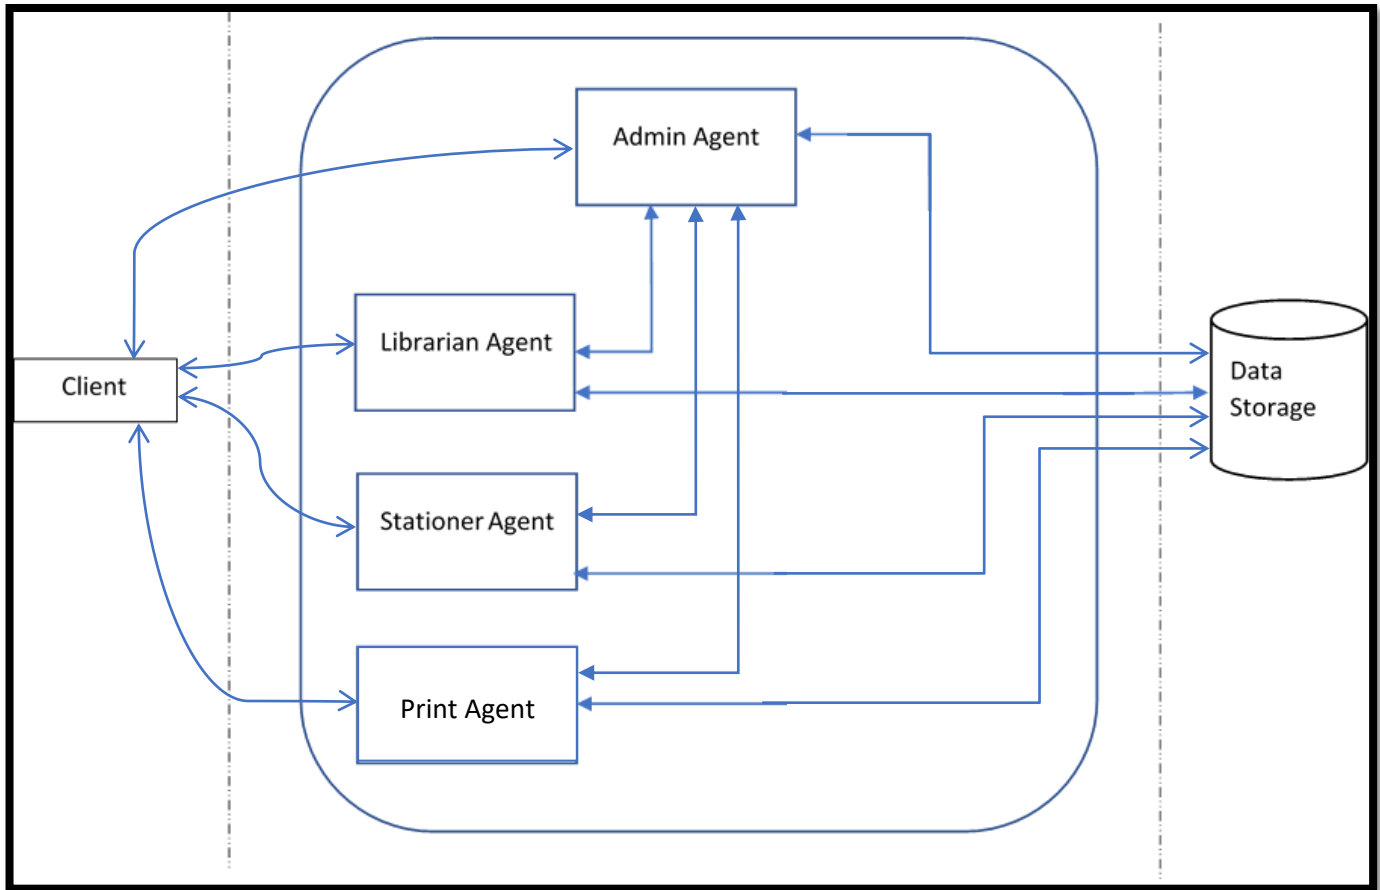 Admin Agent
Librarian Agent
Client
Data
Storage
Stationer Agent
Print Agent